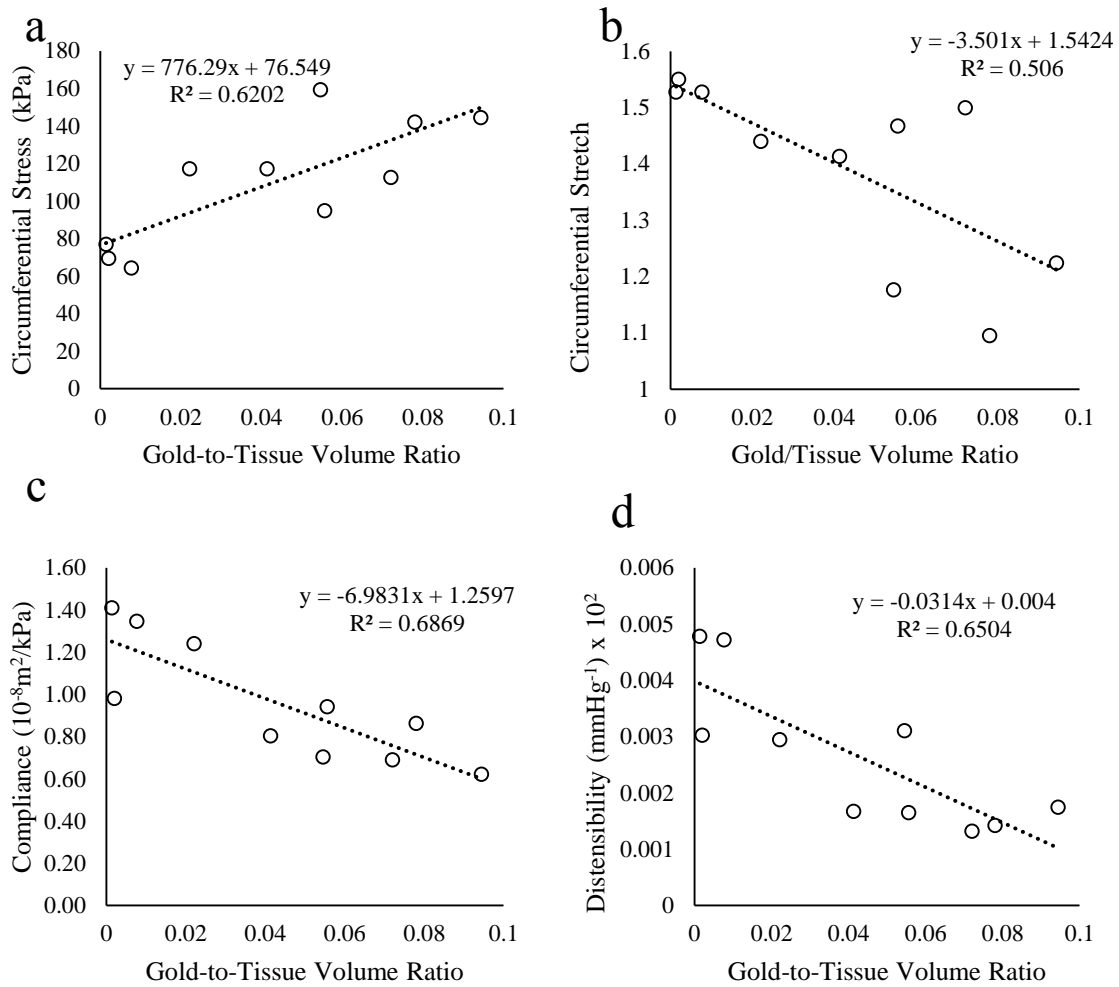 a
y = 776.29x + 76.549
R² = 0.6202
Circumferential Stress (kPa)
180
160
140
120
100
80
60
40
20
0
0 0.02 0.04 0.06 0.08 0.1
Gold-to-Tissue Volume Ratio
b
y = -3.501x + 1.5424
R² = 0.506
Circumferential Stretch
1.6
1.5
1.4
1.3
1.2
1.1
1
0 0.02 0.04 0.06 0.08 0.1
Gold/Tissue Volume Ratio
c
y = -6.9831x + 1.2597
R² = 0.6869
Compliance (10⁻⁸m²/kPa)
1.60
1.40
1.20
1.00
0.80
0.60
0.40
0.20
0.00
0 0.02 0.04 0.06 0.08 0.1
Gold-to-Tissue Volume Ratio
d
y = -0.0314x + 0.004
R² = 0.6504
Distensibility (mmHg⁻¹) x 10²
0.006
0.005
0.004
0.003
0.002
0.001
0
0 0.02 0.04 0.06 0.08 0.1
Gold-to-Tissue Volume Ratio